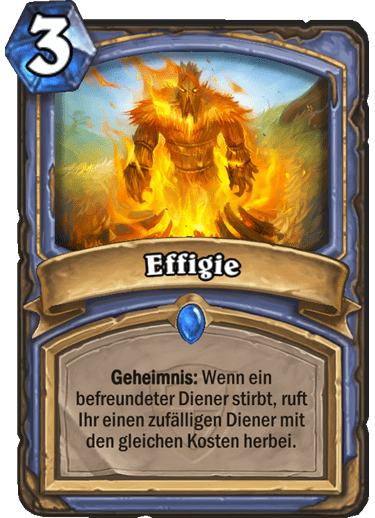 3
Effigie
Geheimnis: Wenn ein
befreundeter Diener stirbt, ruft
Ihr einen zufälligen Diener mit
den gleichen Kosten herbei.